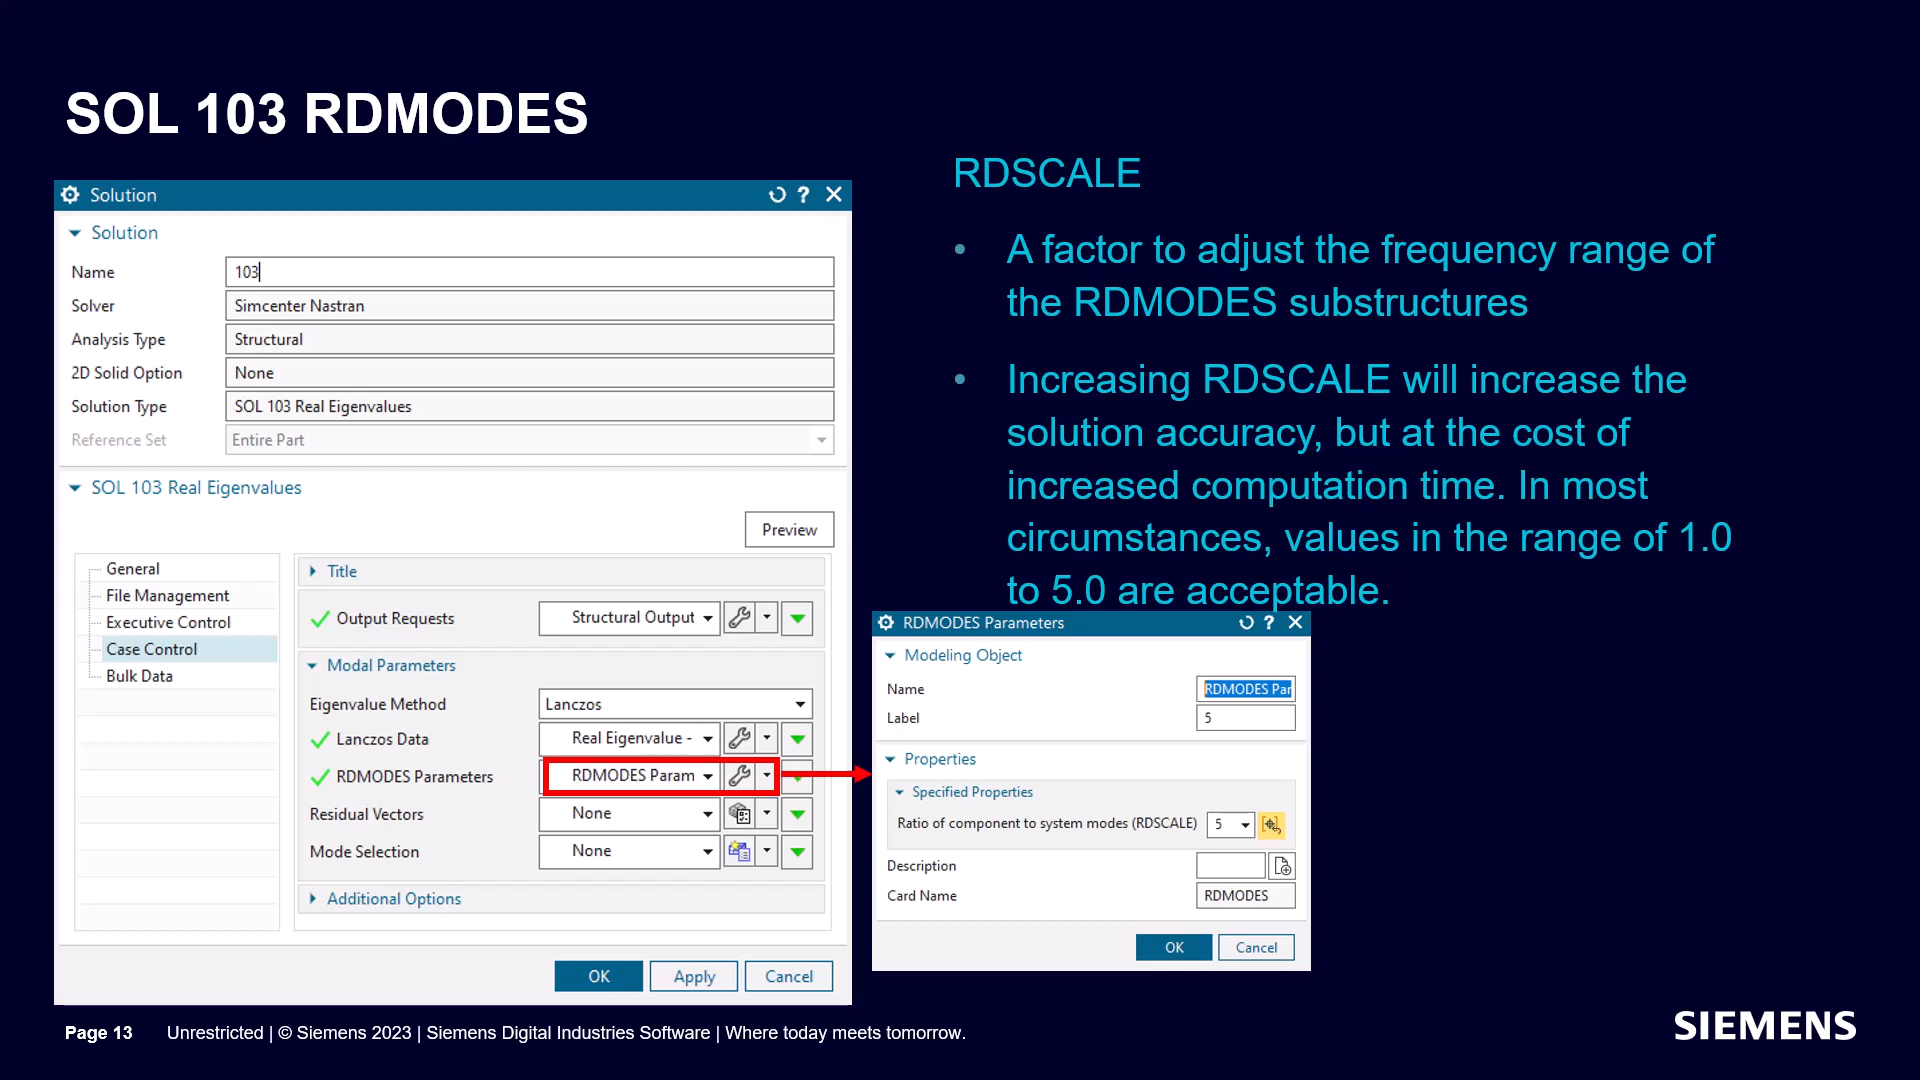 SOL 103 RDMODES
Solution
Solution
Name
103
Solver
Simcenter Nastran
Analysis Type
Structural
2D Solid Option
None
Solution Type
SOL 103 Real Eigenvalues
Reference Set
Entire Part
SOL 103 Real Eigenvalues
Preview
General
File Management
Executive Control
Case Control
Bulk Data
Title
Output Requests
Structural Output
Modal Parameters
Eigenvalue Method
Lanczos
Lanczos Data
Real Eigenvalue -
RDMODES Parameters
RDMODES Param
Residual Vectors
None
Mode Selection
None
Additional Options
OK
Apply
Cancel
RDSCALE
• A factor to adjust the frequency range of
the RDMODES substructures
• Increasing RDSCALE will increase the
solution accuracy, but at the cost of
increased computation time. In most
circumstances, values in the range of 1.0
to 5.0 are acceptable.
RDMODES Parameters
Modeling Object
Name
RDMODES Par
Label
5
Properties
Specified Properties
Ratio of component to system modes (RDSCALE)
5
Description
Card Name
RDMODES
OK
Cancel
Page 13
Unrestricted | © Siemens 2023 | Siemens Digital Industries Software | Where today meets tomorrow.
SIEMENS